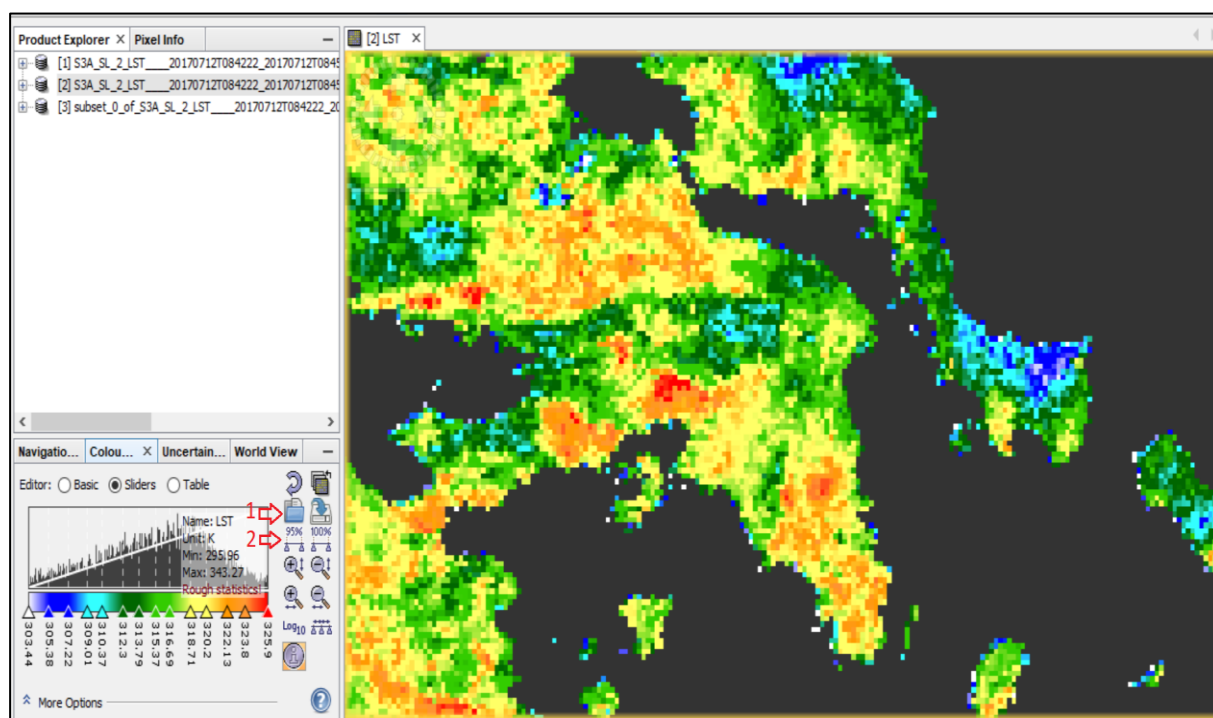 Product Explorer × Pixel Info
[2] LST ×
[1] S3A_SL_2_LST____20170712T084222_20170712T0845
[2] S3A_SL_2_LST____20170712T084222_20170712T0845
[3] subset_0_of_S3A_SL_2_LST____20170712T084222_20
Navigatio... Colou... × Uncertain... World View
Editor: Basic Sliders Table
1
Name: LST
95% 100%
2
Unit: K
Min: 295.96
Max: 343.27
Rough statistics!
Log10
303.44
305.38
307.22
309.01
310.37
312.3
313.79
315.37
316.69
318.71
320.2
322.13
323.8
325.9
More Options